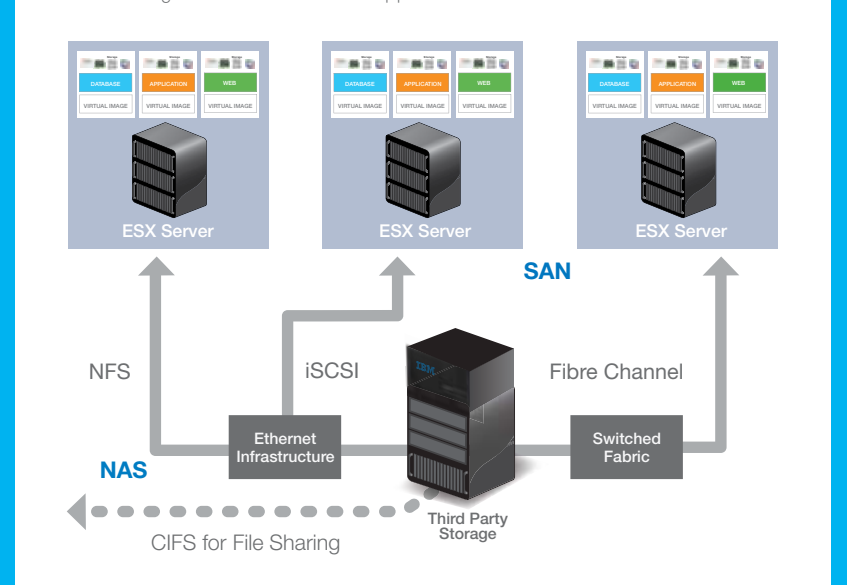 DATABASE APPLICATION WEB
VIRTUAL IMAGE VIRTUAL IMAGE VIRTUAL IMAGE
ESX Server
DATABASE APPLICATION WEB
VIRTUAL IMAGE VIRTUAL IMAGE VIRTUAL IMAGE
ESX Server
DATABASE APPLICATION WEB
VIRTUAL IMAGE VIRTUAL IMAGE VIRTUAL IMAGE
ESX Server
SAN
NFS
iSCSI
IBM
Fibre Channel
Ethernet
Infrastructure
Switched
Fabric
NAS
Third Party
Storage
CIFS for File Sharing